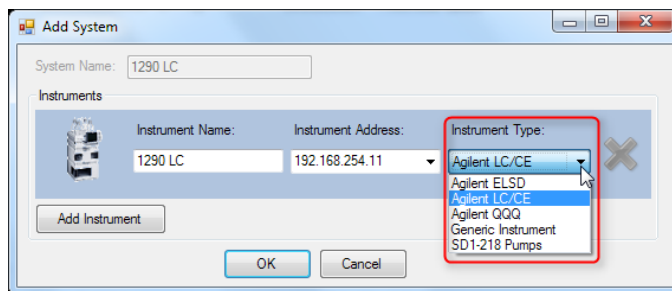 Add System
System Name: 1290 LC
Instruments
Instrument Name: Instrument Address: Instrument Type:
1290 LC 192.168.254.11 Agilent LC/CE
Agilent ELSD
Agilent LC/CE
Agilent QQQ
Generic Instrument
SD1-218 Pumps
Add Instrument
OK Cancel